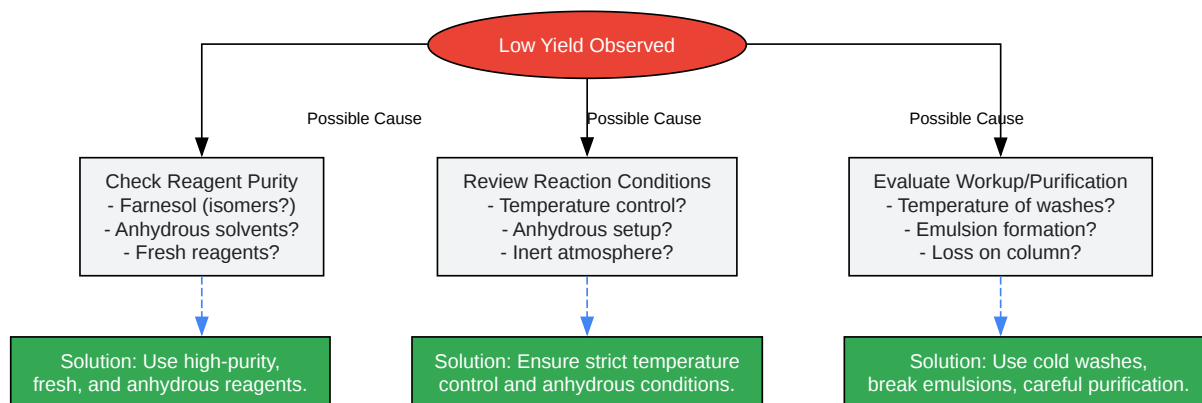 Low Yield Observed
Possible Cause
Possible Cause
Possible Cause
Check Reagent Purity
- Farnesol (isomers?)
- Anhydrous solvents?
- Fresh reagents?
Review Reaction Conditions
- Temperature control?
- Anhydrous setup?
- Inert atmosphere?
Evaluate Workup/Purification
- Temperature of washes?
- Emulsion formation?
- Loss on column?
Solution: Use high-purity,
fresh, and anhydrous reagents.
Solution: Ensure strict temperature
control and anhydrous conditions.
Solution: Use cold washes,
break emulsions, careful purification.